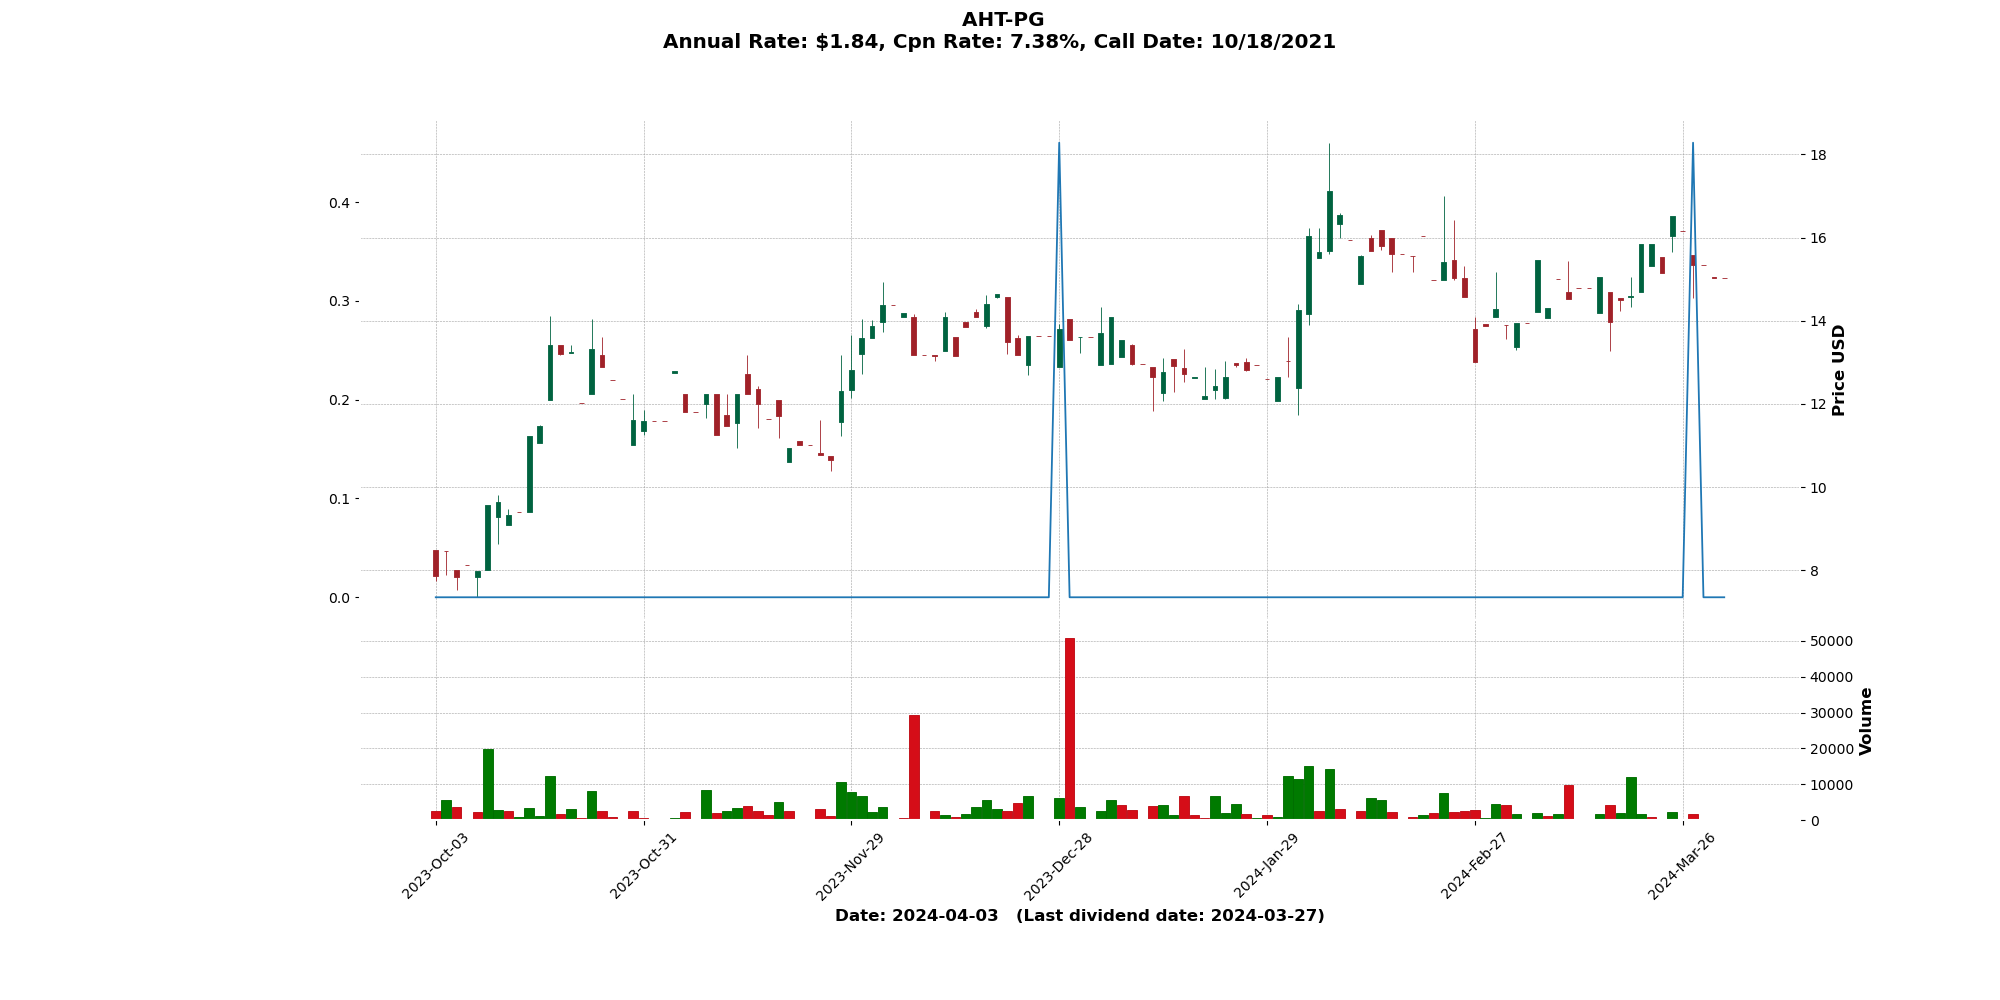 AHT-PG
Annual Rate: $1.84, Cpn Rate: 7.38%, Call Date: 10/18/2021
18
0.4
16
0.3
14
Price USD
0.2
12
0.1
10
8
0.0
50000
40000
30000
Volume
20000
10000
0
2023-Oct-03
2023-Oct-31
2023-Nov-29
2023-Dec-28
2024-Jan-29
2024-Feb-27
2024-Mar-26
Date: 2024-04-03   (Last dividend date: 2024-03-27)